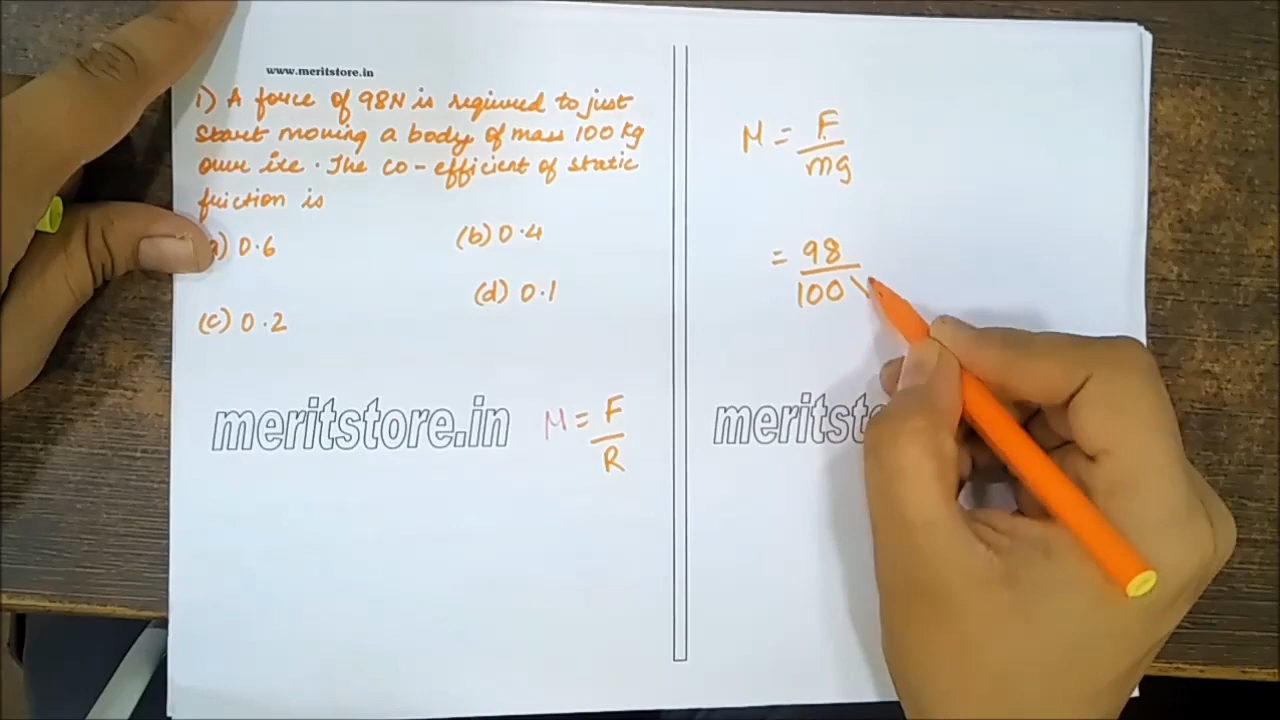 www.meritstore.in
1) A force of 98N is required to just
start moving a body of mass 100 kg
over ice. The co-efficient of static
friction is
a) 0.6
(b) 0.4
(c) 0.2
(d) 0.1
meritstore.in
M = F
R
M = F
mg
= 98
100 \
meritsto